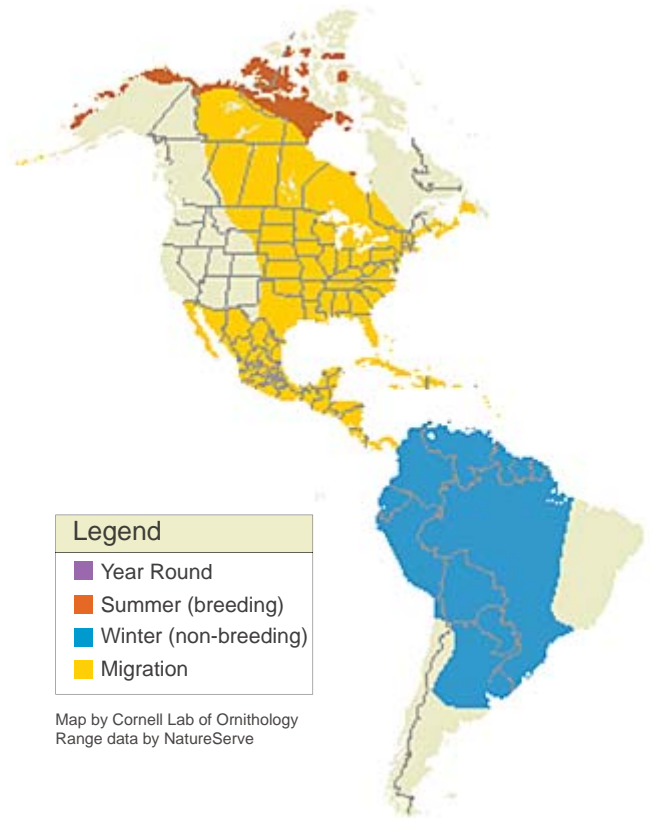 Legend
Year Round
Summer (breeding)
Winter (non-breeding)
Migration
Map by Cornell Lab of Ornithology
Range data by NatureServe